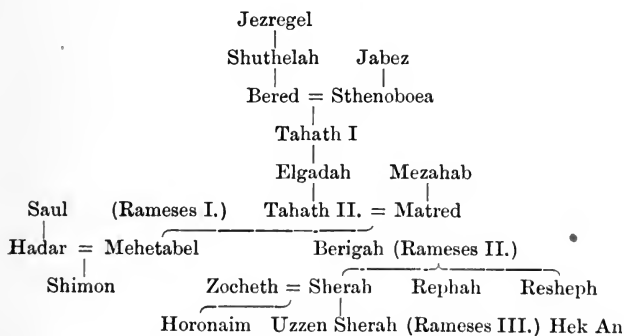 Jezregel
Shuthelah Jabez
Bered = Sthenoboea
Tahath I
Elgadah Mezahab
Saul (Rameses I.) Tahath II. = Matred
Hadar = Mehetabel Berigah (Rameses II.)
Shimon Zocheth = Sherah Rephah Resheph
Horonaim Uzzen Sherah (Rameses III.) Hek An